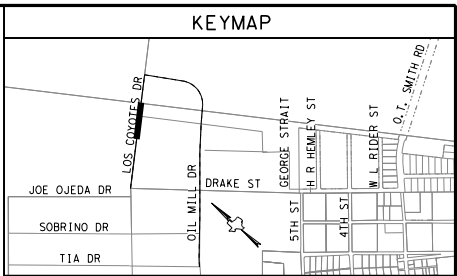 KEYMAP
LOS COYOTES DR
OIL MILL DR
GEORGE STRAIT
H R HEMLEY ST
W L RIDER ST
O. T. SMITH RD
JOE OJEDA DR
DRAKE ST
SOBRINO DR
5TH ST
4TH ST
TIA DR